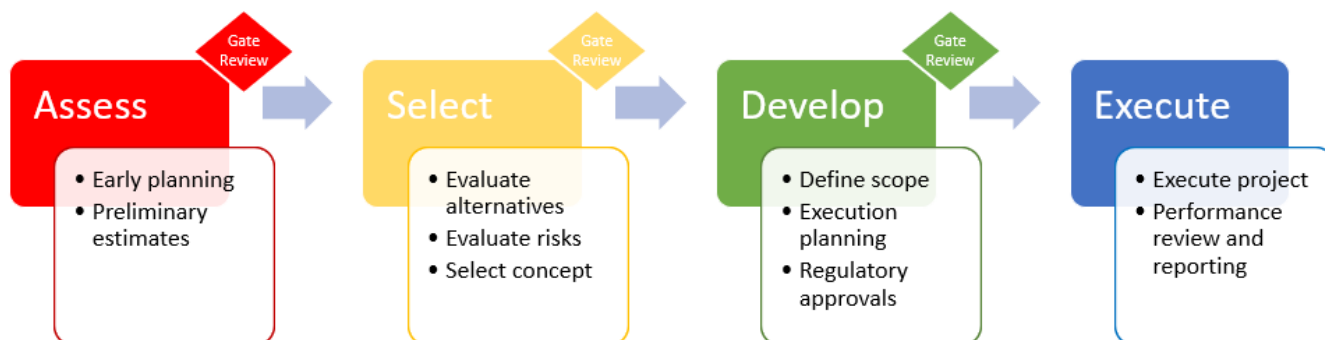 Gate
Review
Assess
• Early planning
• Preliminary
estimates
Gate
Review
Select
• Evaluate
alternatives
• Evaluate risks
• Select concept
Gate
Review
Develop
• Define scope
• Execution
planning
• Regulatory
approvals
Execute
• Execute project
• Performance
review and
reporting